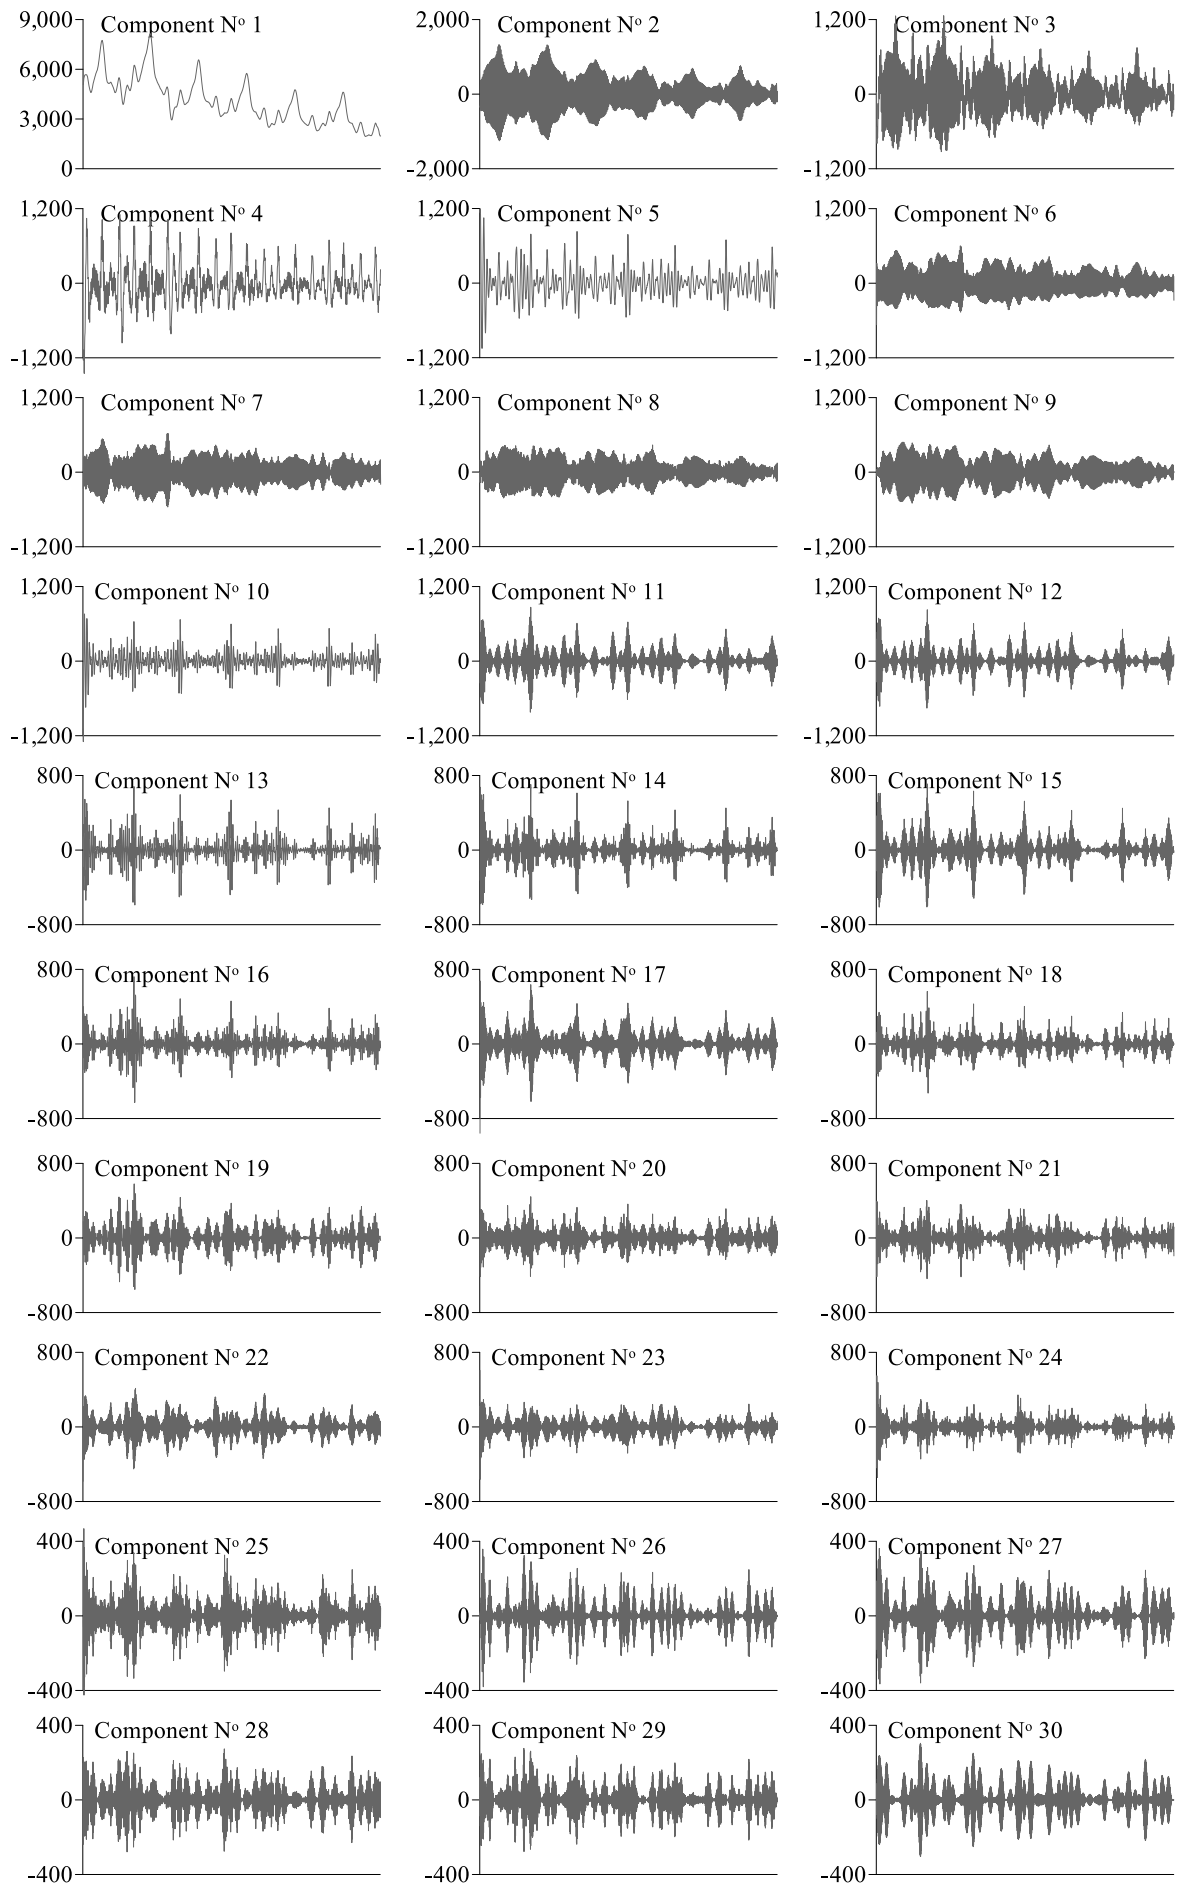 9,000 Component Nº 1
6,000
3,000
0
2,000 Component Nº 2
0
-2,000
1,200 Component Nº 3
0
-1,200
1,200 Component Nº 4
0
-1,200
1,200 Component Nº 5
0
-1,200
1,200 Component Nº 6
0
-1,200
1,200 Component Nº 7
0
-1,200
1,200 Component Nº 8
0
-1,200
1,200 Component Nº 9
0
-1,200
1,200 Component Nº 10
0
-1,200
1,200 Component Nº 11
0
-1,200
1,200 Component Nº 12
0
-1,200
800 Component Nº 13
0
-800
800 Component Nº 14
0
-800
800 Component Nº 15
0
-800
800 Component Nº 16
0
-800
800 Component Nº 17
0
-800
800 Component Nº 18
0
-800
800 Component Nº 19
0
-800
800 Component Nº 20
0
-800
800 Component Nº 21
0
-800
800 Component Nº 22
0
-800
800 Component Nº 23
0
-800
800 Component Nº 24
0
-800
400 Component Nº 25
0
-400
400 Component Nº 26
0
-400
400 Component Nº 27
0
-400
400 Component Nº 28
0
-400
400 Component Nº 29
0
-400
400 Component Nº 30
0
-400